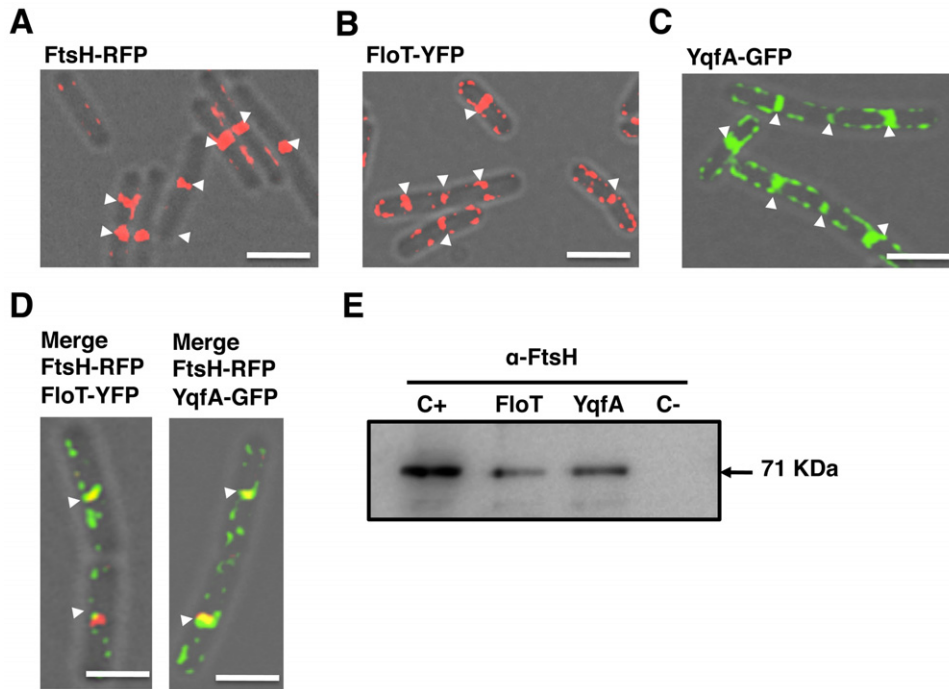 A
FtsH-RFP
B
FloT-YFP
C
YqfA-GFP
D
Merge
FtsH-RFP
FloT-YFP
Merge
FtsH-RFP
YqfA-GFP
E
α-FtsH
C+ FloT YqfA C-
71 KDa